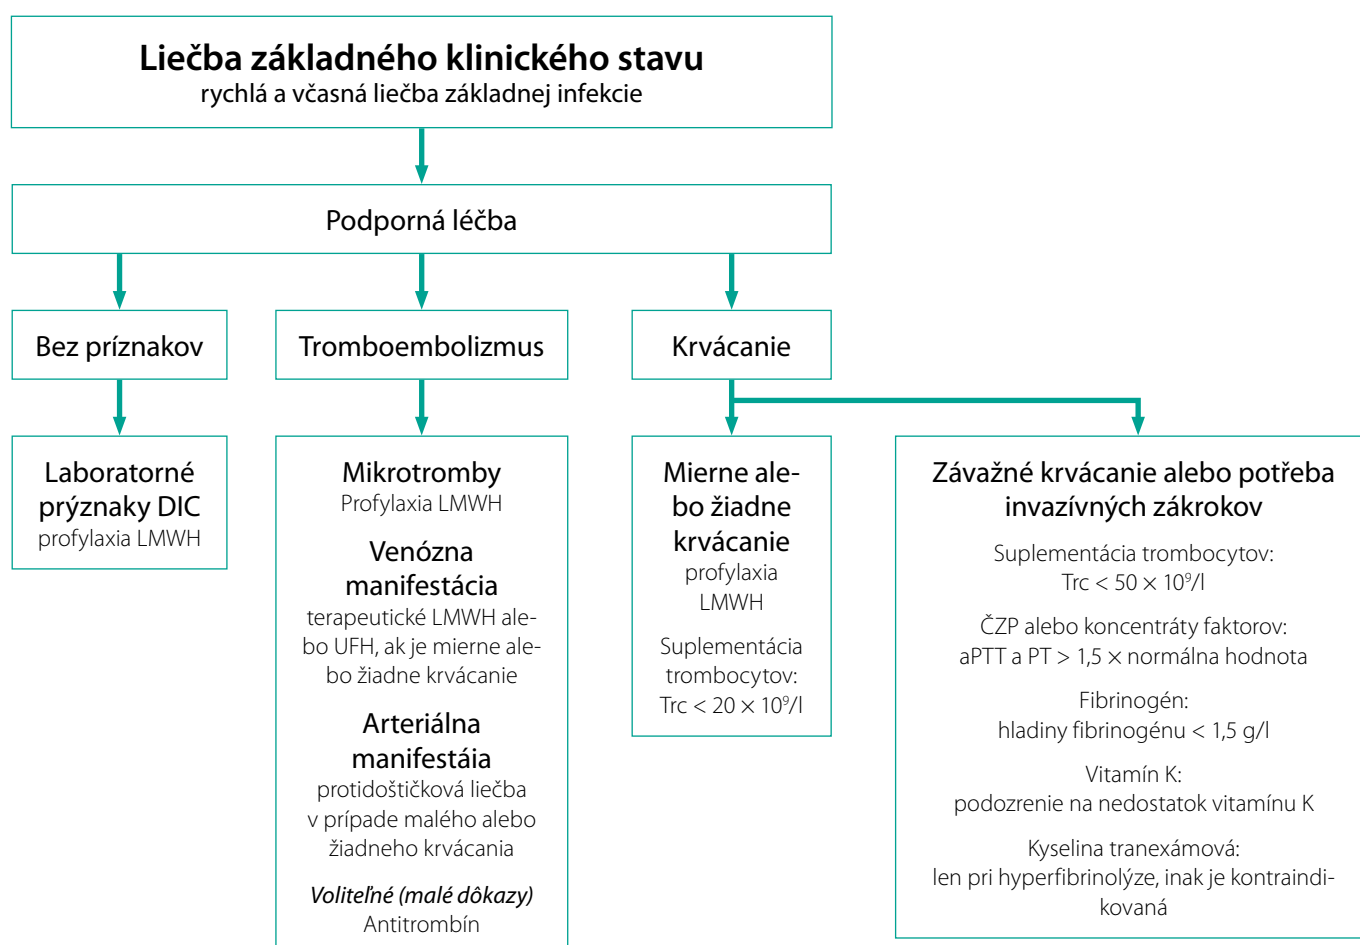 Liečba základného klinického stavu
rychlá a včasná liečba základnej infekcie
Podporná léčba
Bez príznakov
Tromboembolizmus
Krvácanie
Laboratorné
prýznaky DIC
profylaxia LMWH
Mikrotromby
Profylaxia LMWH
Venózna
manifestácia
terapeutické LMWH ale-
bo UFH, ak je mierne ale-
bo žiadne krvácanie
Arteriálna
manifestáia
protidoštičková liečba
v prípade malého alebo
žiadneho krvácania
Voliteľné (malé dôkazy)
Antitrombín
Mierne ale-
bo žiadne
krvácanie
profylaxia
LMWH
Suplementácia
trombocytov:
Trc < 20 × 10⁹/l
Závažné krvácanie alebo potřeba
invazívných zákrokov
Suplementácia trombocytov:
Trc < 50 × 10⁹/l
ČZP alebo koncentráty faktorov:
aPTT a PT > 1,5 × normálna hodnota
Fibrinogén:
hladiny fibrinogénu < 1,5 g/l
Vitamín K:
podozrenie na nedostatok vitamínu K
Kyselina tranexámová:
len pri hyperfibrinolýze, inak je kontraindi-
kovaná